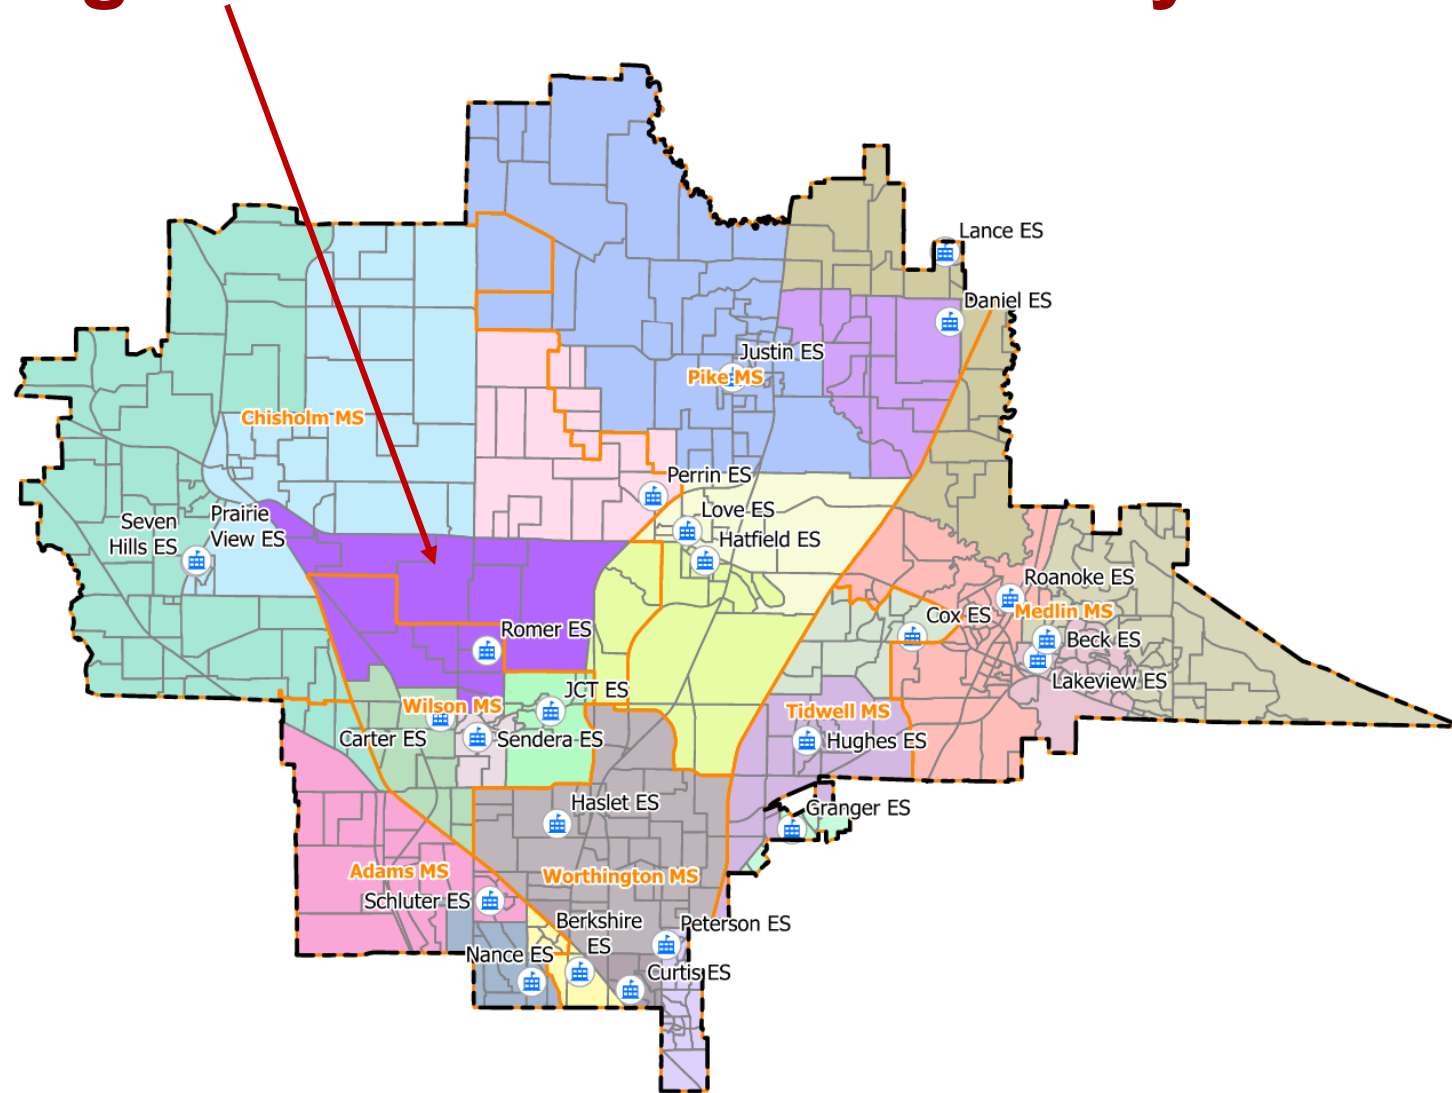 Lance ES
Daniel ES
Justin ES
Pike MS
Chisholm MS
Perrin ES
Love ES
Hatfield ES
Seven
Hills ES
Prairie
View ES
Roanoke ES
Medlin MS
Cox ES
Beck ES
Lakeview ES
Romer ES
JCT ES
Wilson MS
Carter ES
Sendera ES
Tidwell MS
Hughes ES
Haslet ES
Granger ES
Adams MS
Worthington MS
Schluter ES
Berkshire
ES
Peterson ES
Nance ES
Curtis ES